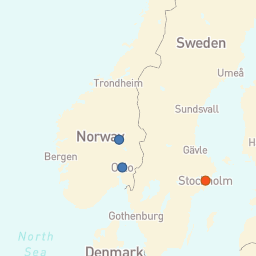 Sweden
Umeå
Trondheim
Sundsvall
Norway
Gävle
Bergen
Oslo
Stockholm
Gothenburg
North
Sea
Denmark